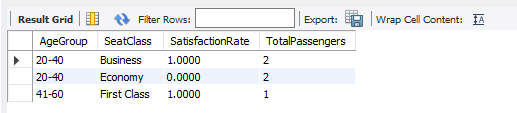 Result Grid Filter Rows: Export: Wrap Cell Content: IA
AgeGroup SeatClass SatisfactionRate TotalPassengers
20-40 Business 1.0000 2
20-40 Economy 0.0000 2
41-60 First Class 1.0000 1